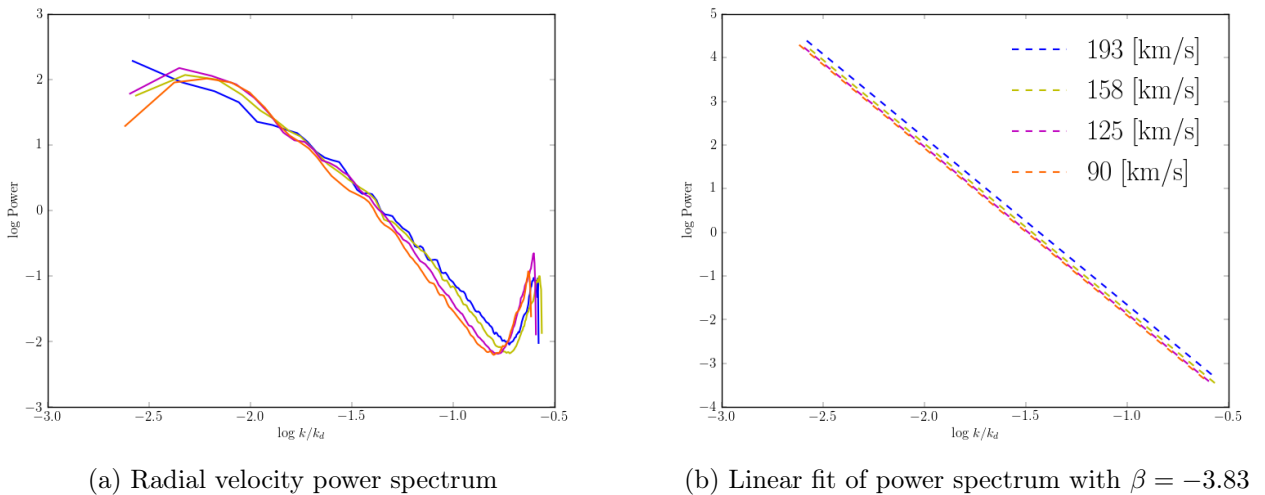 3
2
1
0
−1
−2
−3
−3.0
−2.5
−2.0
−1.5
−1.0
−0.5
log Power
log k/k_d
(a) Radial velocity power spectrum
5
4
3
2
1
0
−1
−2
−3
−4
−3.0
−2.5
−2.0
−1.5
−1.0
−0.5
log Power
log k/k_d
193 [km/s]
158 [km/s]
125 [km/s]
90 [km/s]
(b) Linear fit of power spectrum with β = −3.83